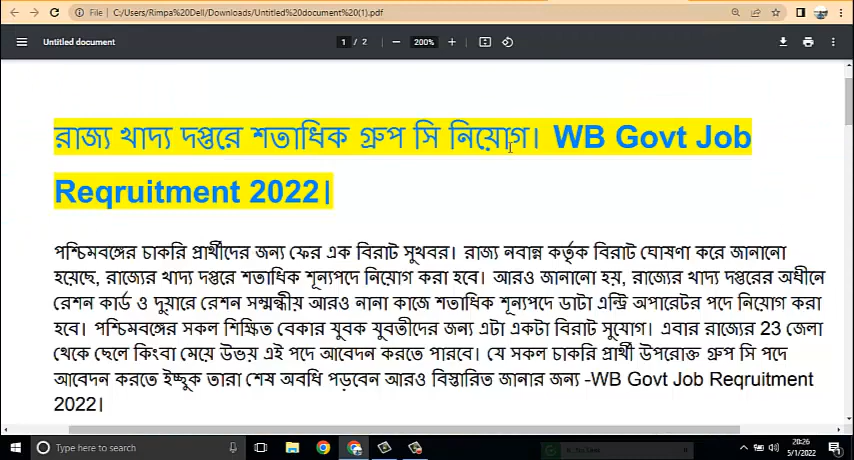 File | C:/Users/Rimpa%20Dell/Downloads/Untitled%20document%20(1).pdf
Untitled document
1 / 2
200%
রাজ্য খাদ্য দপ্তরে শতাধিক গ্রুপ সি নিয়োগ। WB Govt Job
Reqruitment 2022।
পশ্চিমবঙ্গের চাকরি প্রার্থীদের জন্য ফের এক বিরাট সুখবর। রাজ্য নবান্ন কর্তৃক বিরাট ঘোষণা করে জানানো
হয়েছে, রাজ্যের খাদ্য দপ্তরে শতাধিক শূন্যপদে নিয়োগ করা হবে। আরও জানানো হয়, রাজ্যের খাদ্য দপ্তরের অধীনে
রেশন কার্ড ও দুয়ারে রেশন সম্মন্ধীয় আরও নানা কাজে শতাধিক শূন্যপদে ডাটা এন্ট্রি অপারেটর পদে নিয়োগ করা
হবে। পশ্চিমবঙ্গের সকল শিক্ষিত বেকার যুবক যুবতীদের জন্য এটা একটা বিরাট সুযোগ। এবার রাজ্যের 23 জেলা
থেকে ছেলে কিংবা মেয়ে উভয় এই পদে আবেদন করতে পারবে। যে সকল চাকরি প্রার্থী উপরোক্ত গ্রুপ সি পদে
আবেদন করতে ইচ্ছুক তারা শেষ অবধি পড়বেন আরও বিস্তারিত জানার জন্য -WB Govt Job Reqruitment
2022।
Type here to search
20:26
5/1/2022